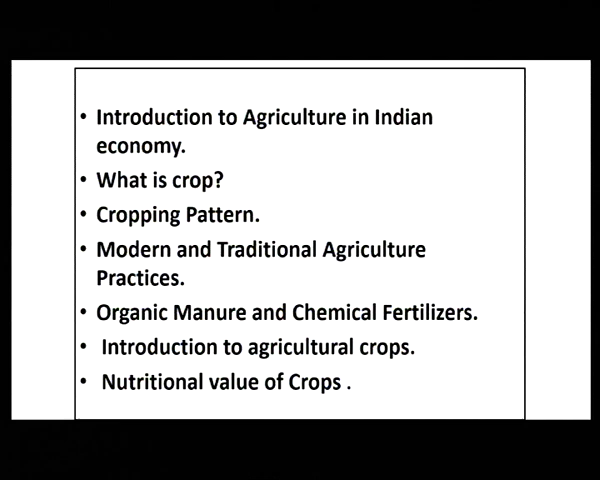 • Introduction to Agriculture in Indian
economy.
• What is crop?
• Cropping Pattern.
• Modern and Traditional Agriculture
Practices.
• Organic Manure and Chemical Fertilizers.
• Introduction to agricultural crops.
• Nutritional value of Crops .